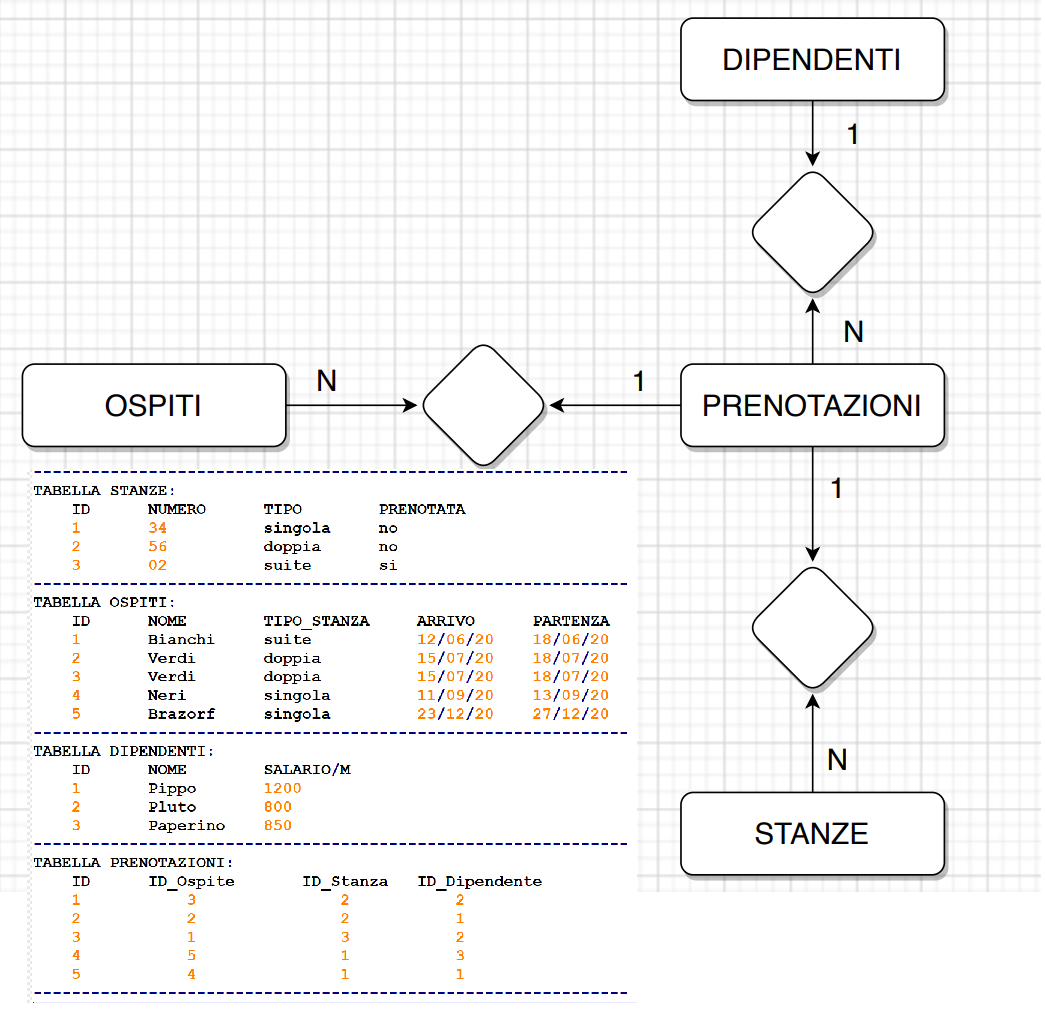 DIPENDENTI
1
N
OSPITI
N
1
PRENOTAZIONI
1
N
STANZE
------------------------------------------------------------
TABELLA STANZE:
ID NUMERO TIPO PRENOTATA
1 34 singola no
2 56 doppia no
3 02 suite si
------------------------------------------------------------
TABELLA OSPITI:
ID NOME TIPO_STANZA ARRIVO PARTENZA
1 Bianchi suite 12/06/20 18/06/20
2 Verdi doppia 15/07/20 18/07/20
3 Verdi doppia 15/07/20 18/07/20
4 Neri singola 11/09/20 13/09/20
5 Brazorf singola 23/12/20 27/12/20
------------------------------------------------------------
TABELLA DIPENDENTI:
ID NOME SALARIO/M
1 Pippo 1200
2 Pluto 800
3 Paperino 850
------------------------------------------------------------
TABELLA PRENOTAZIONI:
ID ID_Ospite ID_Stanza ID_Dipendente
1 3 2 2
2 2 2 1
3 1 3 2
4 5 1 3
5 4 1 1
------------------------------------------------------------